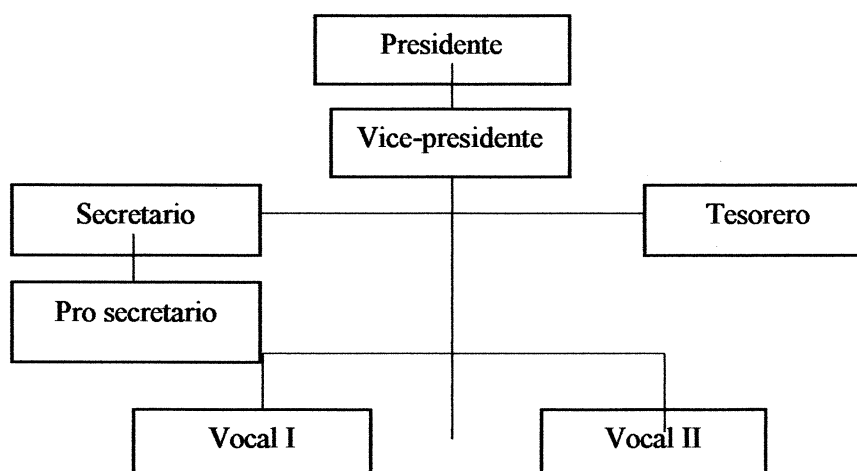 Presidente
Vice-presidente
Secretario
Tesorero
Pro secretario
Vocal I
Vocal II